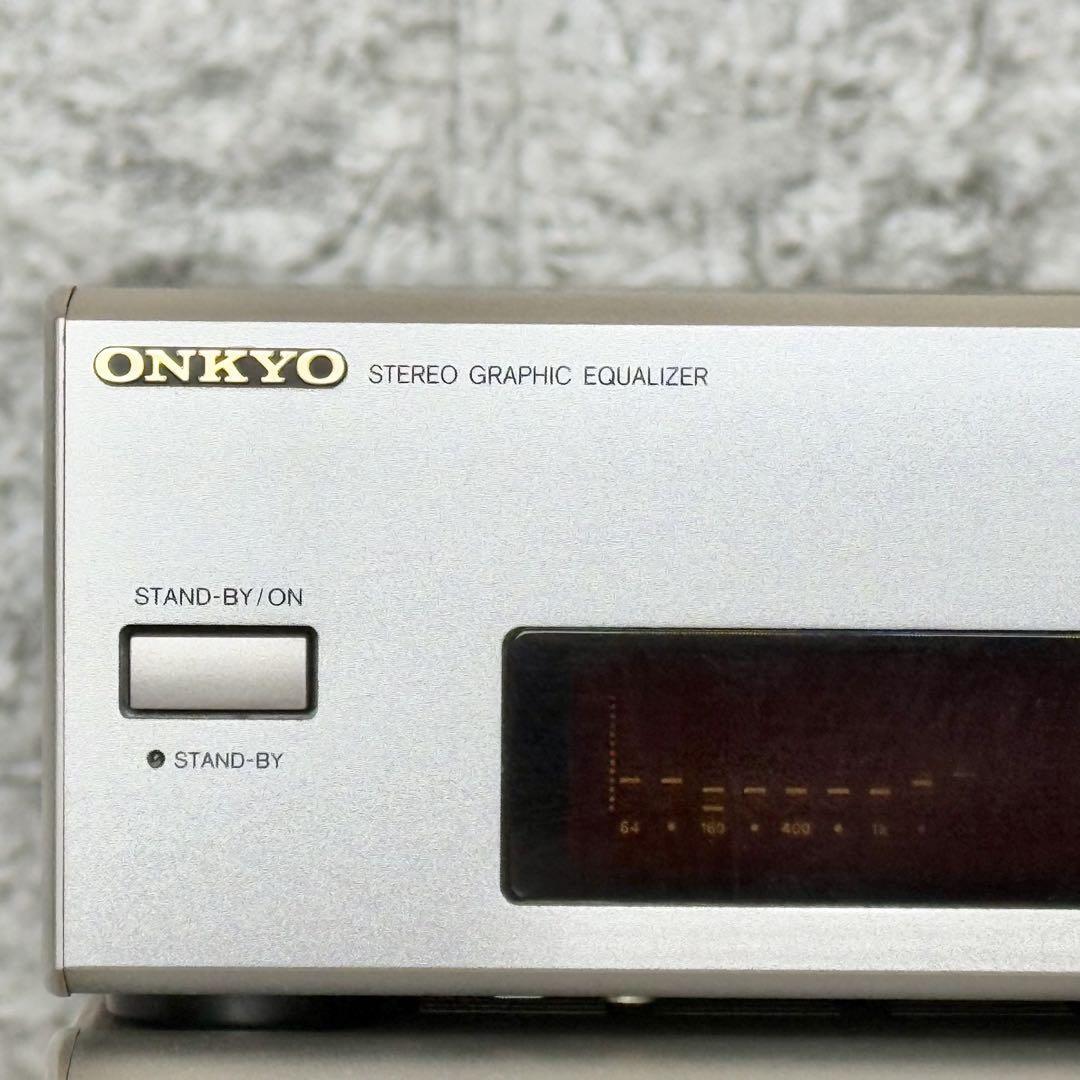 ONKYO STEREO GRAPHIC EQUALIZER
STAND-BY/ON
STAND-BY
64 160 400 1k